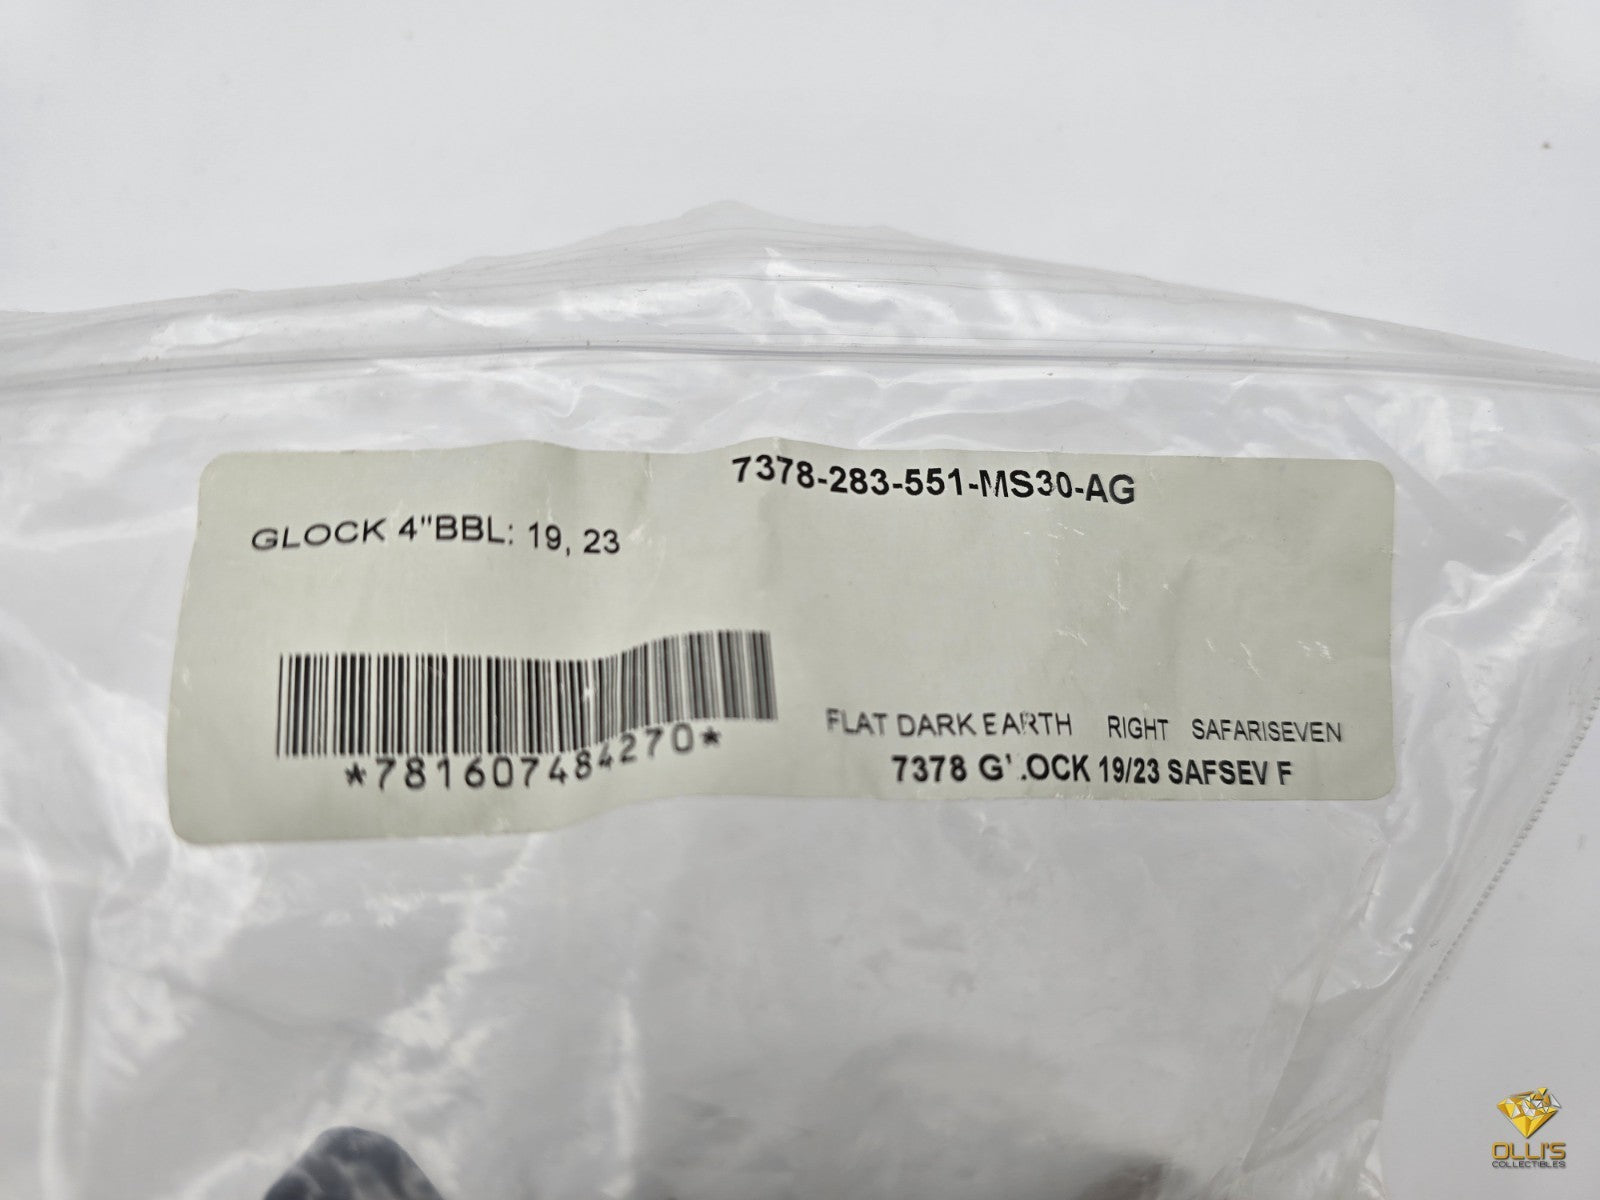 7378-283-551-MS30-AG
GLOCK 4"BBL: 19, 23
*781607484270*
FLAT DARK EARTH RIGHT SAFARISEVEN
7378 GLOCK 19/23 SAFSEV F
OLLI'S
COLLECTIBLES